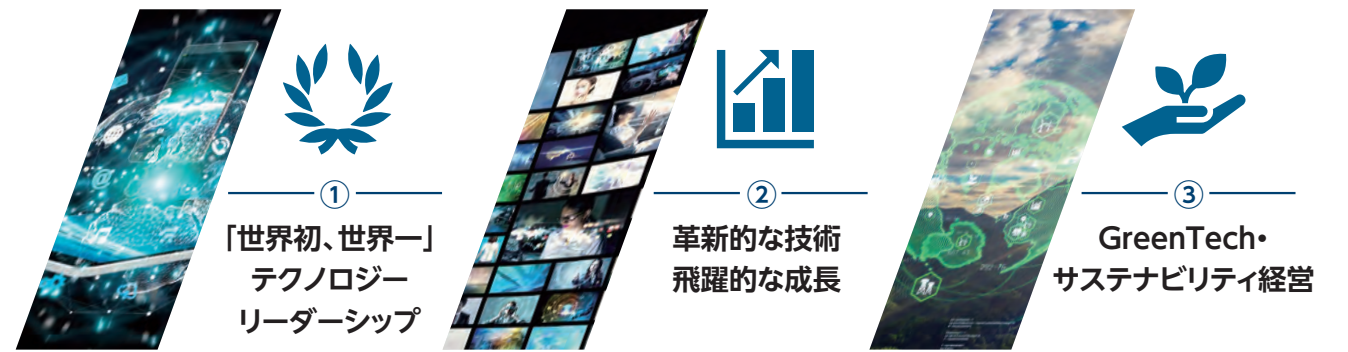 ①
「世界初、世界一」
テクノロジー
リーダーシップ
②
革新的な技術
飛躍的な成長
③
GreenTech・
サステナビリティ経営